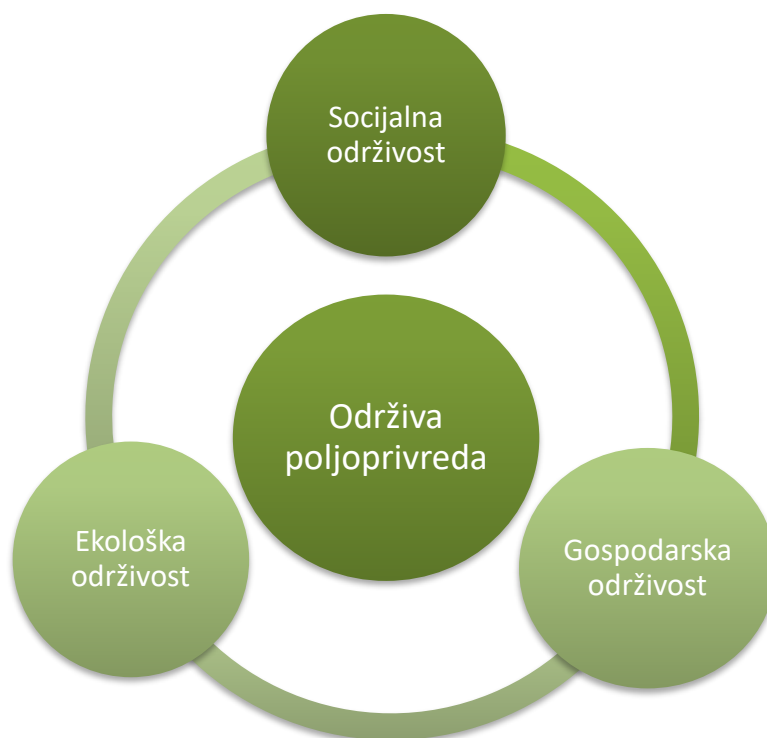 Socijalna
održivost
Održiva
poljoprivreda
Ekološka
održivost
Gospodarska
održivost